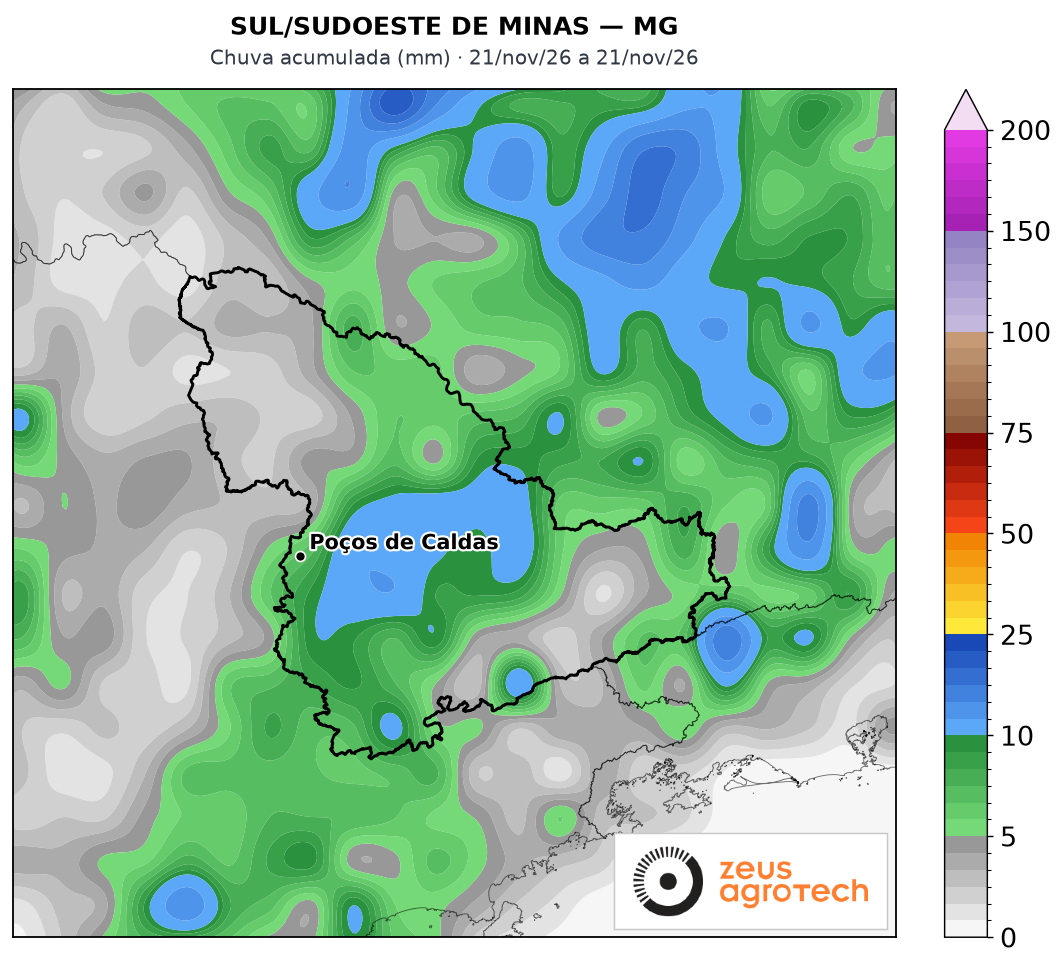 SUL/SUDOESTE DE MINAS — MG
Chuva acumulada (mm) · 21/nov/26 a 21/nov/26
200
150
100
75
50
25
10
5
0
Poços de Caldas
zeus
agrotech